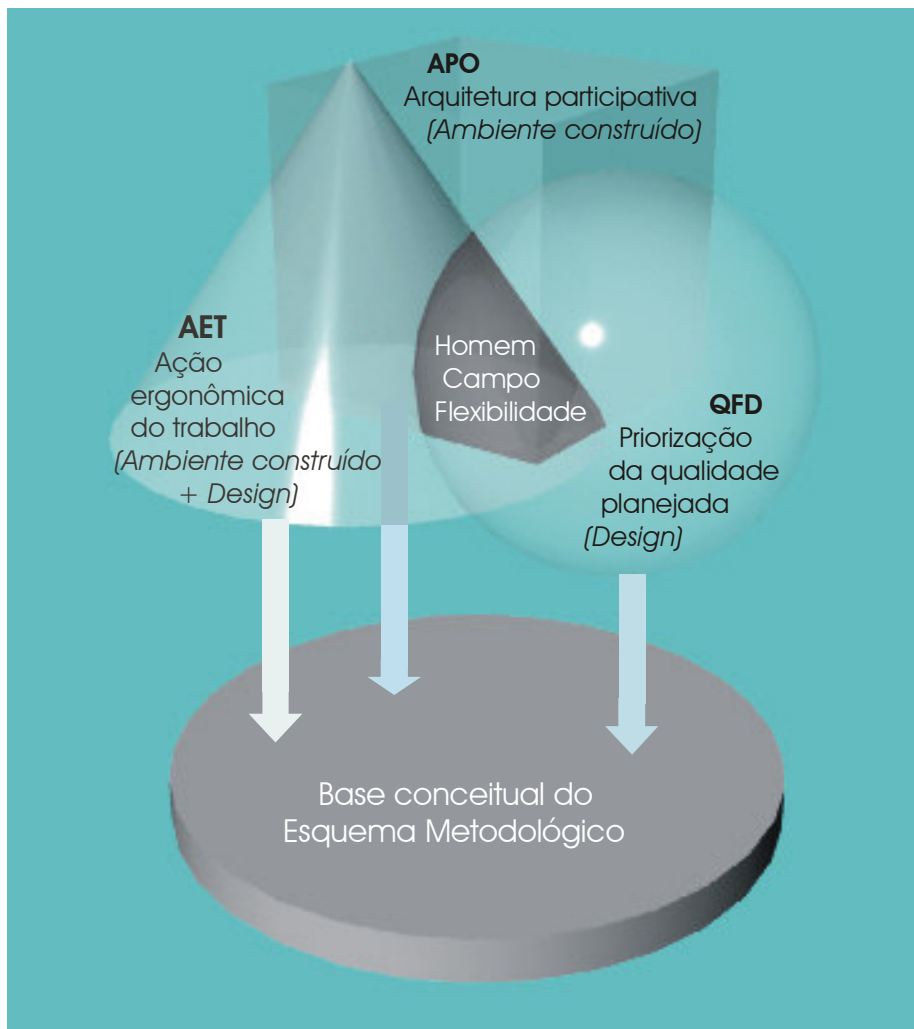 APO
Arquitetura participativa
(Ambiente construído)
AET
Ação
ergonômica
do trabalho
(Ambiente construído
+ Design)
Homem
Campo
Flexibilidade
QFD
Priorização
da qualidade
planejada
(Design)
Base conceitual do
Esquema Metodológico